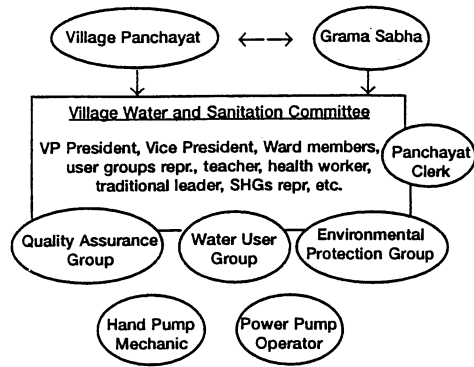 Village Panchayat
Grama Sabha
Village Water and Sanitation Committee
VP President, Vice President, Ward members,
user groups repr., teacher, health worker,
traditional leader, SHGs repr, etc.
Panchayat
Clerk
Quality Assurance
Group
Water User
Group
Environmental
Protection Group
Hand Pump
Mechanic
Power Pump
Operator